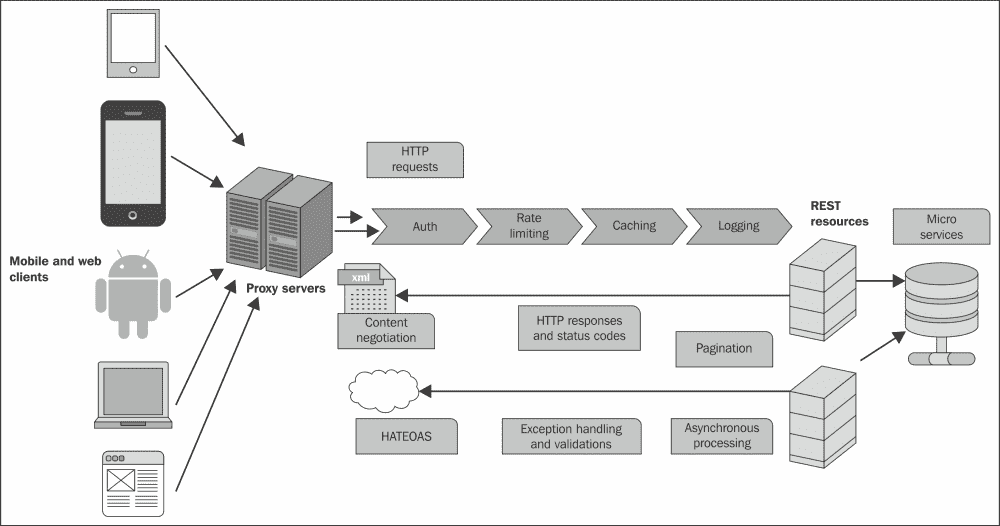 HTTP
requests
REST
resources
Auth
Rate
limiting
Caching
Logging
Micro
services
Mobile and web
clients
Proxy servers
xml
Content
negotiation
HTTP responses
and status codes
Pagination
HATEOAS
Exception handling
and validations
Asynchronous
processing